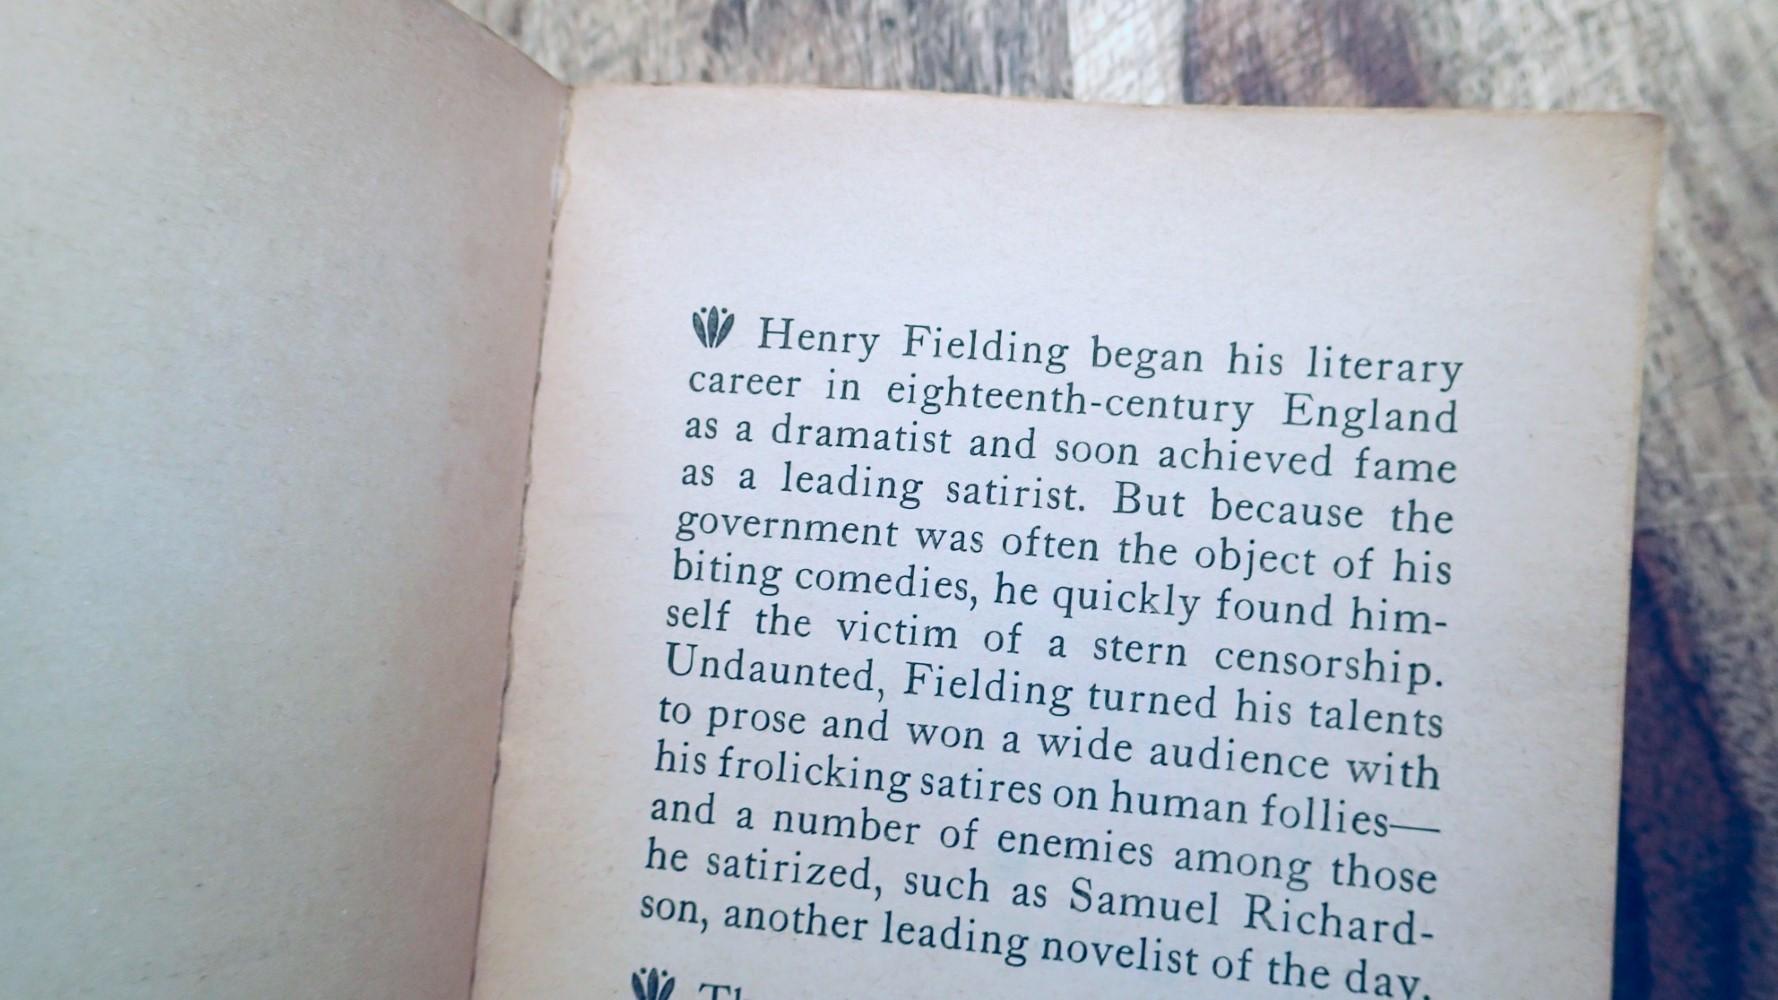 Henry Fielding began his literary
career in eighteenth-century England
as a dramatist and soon achieved fame
as a leading satirist. But because the
government was often the object of his
biting comedies, he quickly found him-
self the victim of a stern censorship.
Undaunted, Fielding turned his talents
to prose and won a wide audience with
his frolicking satires on human follies—
and a number of enemies among those
he satirized, such as Samuel Richard-
son, another leading novelist of the day.